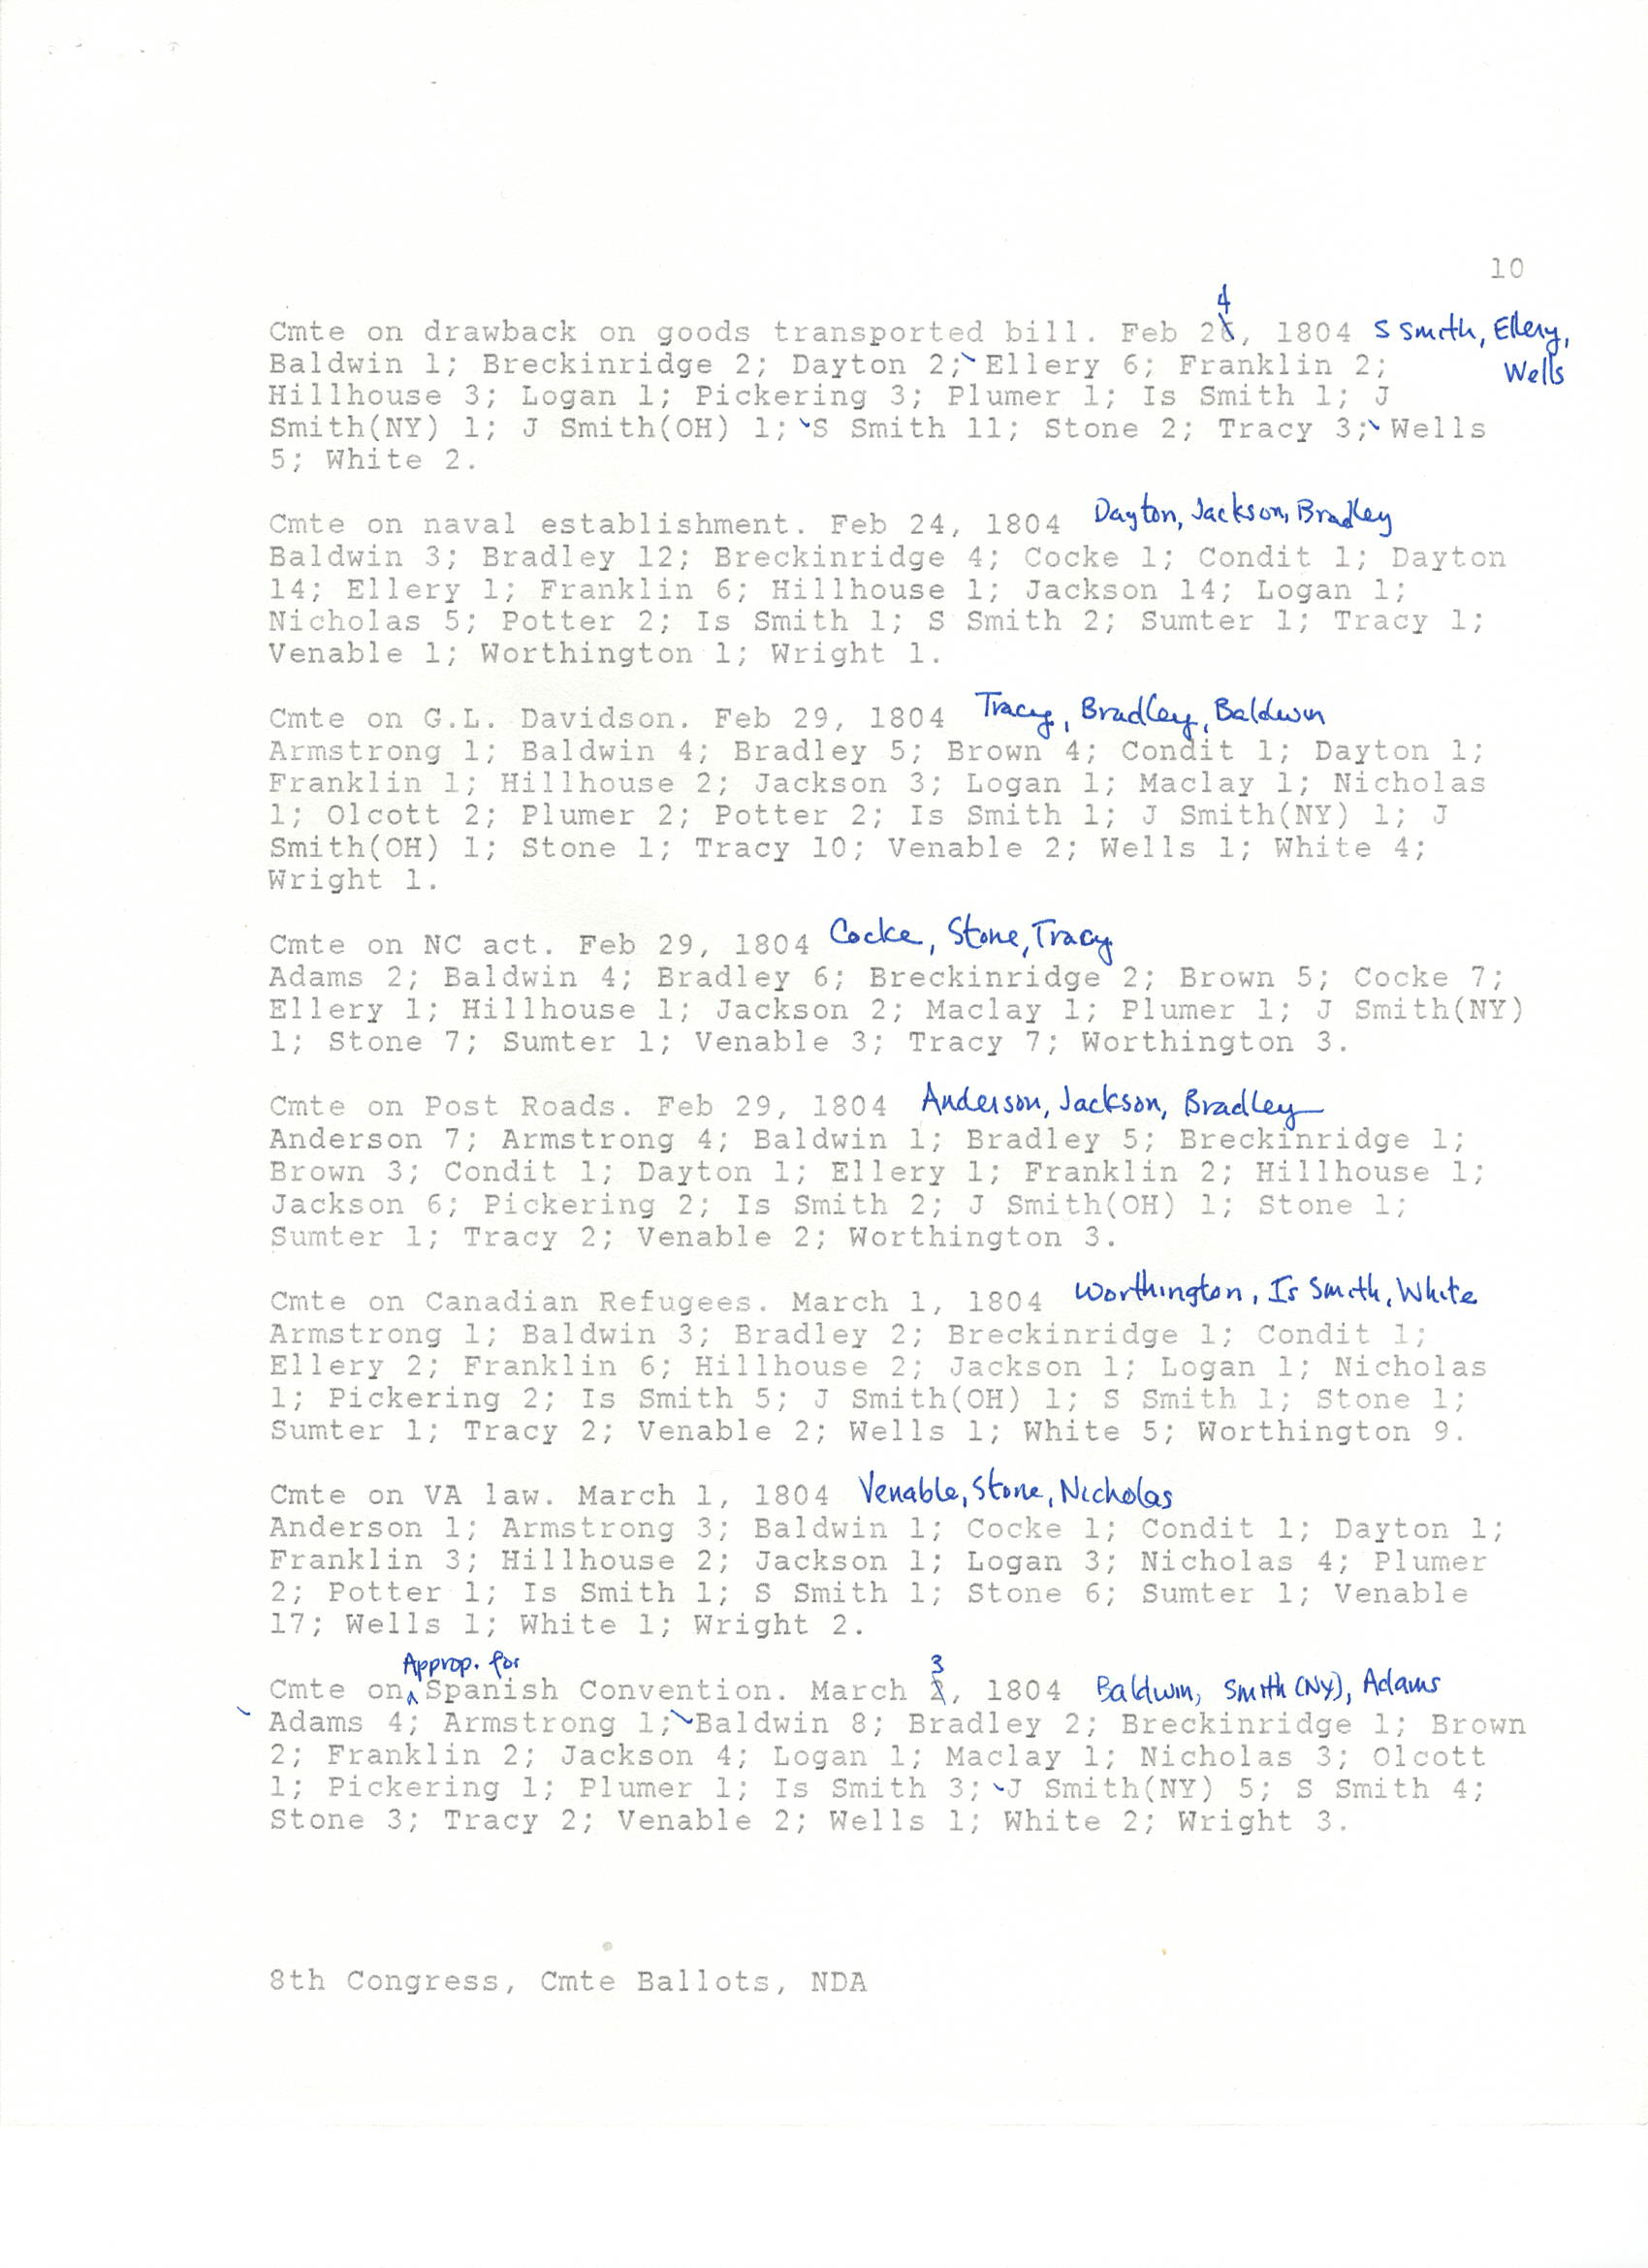 10
4
Cmte on drawback on goods transported bill. Feb 2, 1804 S Smith, Ellery,
Baldwin 1; Breckinridge 2; Dayton 2; Ellery 6; Franklin 2; Wells
Hillhouse 3; Logan 1; Pickering 3; Plumer 1; Is Smith 1; J
Smith(NY) 1; J Smith(OH) 1; S Smith 11; Stone 2; Tracy 3; Wells
5; White 2.
Cmte on naval establishment. Feb 24, 1804 Dayton, Jackson, Bradley
Baldwin 3; Bradley 12; Breckinridge 4; Cocke 1; Condit 1; Dayton
14; Ellery 1; Franklin 6; Hillhouse 1; Jackson 14; Logan 1;
Nicholas 5; Potter 2; Is Smith 1; S Smith 2; Sumter 1; Tracy 1;
Venable 1; Worthington 1; Wright 1.
Cmte on G.L. Davidson. Feb 29, 1804 Tracy, Bradley, Baldwin
Armstrong 1; Baldwin 4; Bradley 5; Brown 4; Condit 1; Dayton 1;
Franklin 1; Hillhouse 2; Jackson 3; Logan 1; Maclay 1; Nicholas
1; Olcott 2; Plumer 2; Potter 2; Is Smith 1; J Smith(NY) 1; J
Smith(OH) 1; Stone 1; Tracy 10; Venable 2; Wells 1; White 4;
Wright 1.
Cmte on NC act. Feb 29, 1804 Cocke, Stone, Tracy
Adams 2; Baldwin 4; Bradley 6; Breckinridge 2; Brown 5; Cocke 7;
Ellery 1; Hillhouse 1; Jackson 2; Maclay 1; Plumer 1; J Smith(NY)
1; Stone 7; Sumter 1; Venable 3; Tracy 7; Worthington 3.
Cmte on Post Roads. Feb 29, 1804 Anderson, Jackson, Bradley
Anderson 7; Armstrong 4; Baldwin 1; Bradley 5; Breckinridge 1;
Brown 3; Condit 1; Dayton 1; Ellery 1; Franklin 2; Hillhouse 1;
Jackson 6; Pickering 2; Is Smith 2; J Smith(OH) 1; Stone 1;
Sumter 1; Tracy 2; Venable 2; Worthington 3.
Cmte on Canadian Refugees. March 1, 1804 Worthington, Is Smith, White
Armstrong 1; Baldwin 3; Bradley 2; Breckinridge 1; Condit 1;
Ellery 2; Franklin 6; Hillhouse 2; Jackson 1; Logan 1; Nicholas
1; Pickering 2; Is Smith 5; J Smith(OH) 1; S Smith 1; Stone 1;
Sumter 1; Tracy 2; Venable 2; Wells 1; White 5; Worthington 9.
Cmte on VA law. March 1, 1804 Venable, Stone, Nicholas
Anderson 1; Armstrong 3; Baldwin 1; Cocke 1; Condit 1; Dayton 1;
Franklin 3; Hillhouse 2; Jackson 1; Logan 3; Nicholas 4; Plumer
2; Potter 1; Is Smith 1; S Smith 1; Stone 6; Sumter 1; Venable
17; Wells 1; White 1; Wright 2.
Approp. for 3
Cmte on Spanish Convention. March 2, 1804 Baldwin, Smith (NY), Adams
Adams 4; Armstrong 1; Baldwin 8; Bradley 2; Breckinridge 1; Brown
2; Franklin 2; Jackson 4; Logan 1; Maclay 1; Nicholas 3; Olcott
1; Pickering 1; Plumer 1; Is Smith 3; J Smith(NY) 5; S Smith 4;
Stone 3; Tracy 2; Venable 2; Wells 1; White 2; Wright 3.
8th Congress, Cmte Ballots, NDA